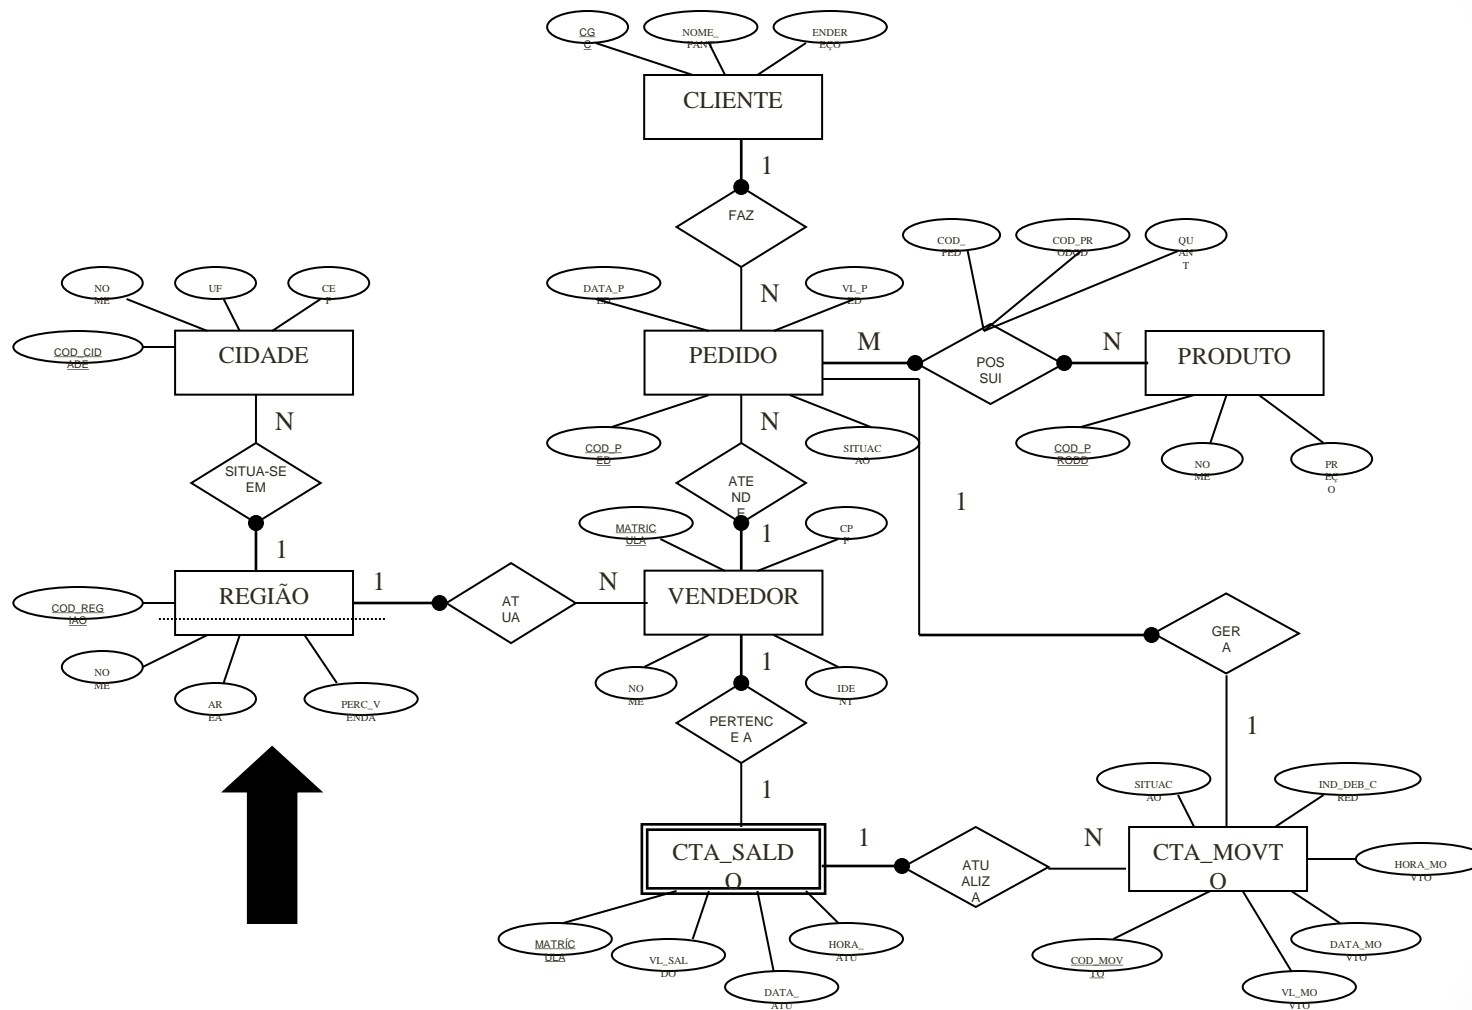 CG
C
NOME_
FANT
ENDER
EÇO
CLIENTE
1
FAZ
COD_
PED
COD_PR
ODOD
QU
AN
T
NO
ME
UF
CE
P
DATA_P
ED
N
VL_P
ED
COD_CID
ADE
CIDADE
PEDIDO
M
POS
SUI
N
PRODUTO
N
N
COD_P
ED
SITUAC
AO
COD_P
RODD
NO
ME
PR
EÇ
O
SITUA-SE
EM
ATE
ND
E
1
MATRIC
ULA
1
CP
F
1
COD_REG
IAO
REGIÃO
1
AT
UA
N
VENDEDOR
GER
A
NO
ME
AR
EA
PERC_V
ENDA
NO
ME
1
IDE
NT
PERTENC
E A
1
1
SITUAC
AO
IND_DEB_C
RED
CTA_SALD
O
1
ATU
ALIZ
A
N
CTA_MOVT
O
HORA_MO
VTO
MATRÍC
ULA
VL_SAL
DO
DATA_
ATU
HORA_
ATU
COD_MOV
TO
VL_MO
VTO
DATA_MO
VTO